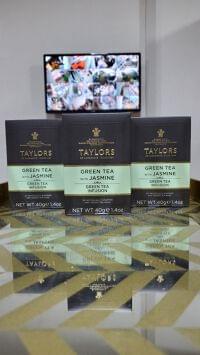 TAYLORS
GREEN TEA
WITH JASMINE
GREEN TEA
INFUSION
NET WT. 40g / 1.4oz
TAYLORS
GREEN TEA
WITH JASMINE
GREEN TEA
INFUSION
NET WT. 40g / 1.4oz
TAYLORS
GREEN TEA
WITH JASMINE
GREEN TEA
INFUSION
NET WT. 40g / 1.4oz